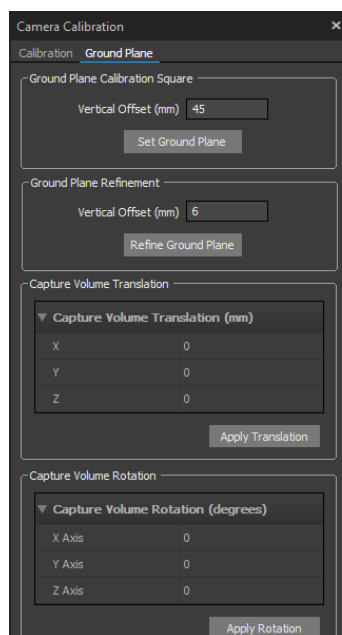 Camera Calibration ×
Calibration Ground Plane
Ground Plane Calibration Square
Vertical Offset (mm) 45
Set Ground Plane
Ground Plane Refinement
Vertical Offset (mm) 6
Refine Ground Plane
Capture Volume Translation
Capture Volume Translation (mm)
X 0
Y 0
Z 0
Apply Translation
Capture Volume Rotation
Capture Volume Rotation (degrees)
X Axis 0
Y Axis 0
Z Axis 0
Apply Rotation